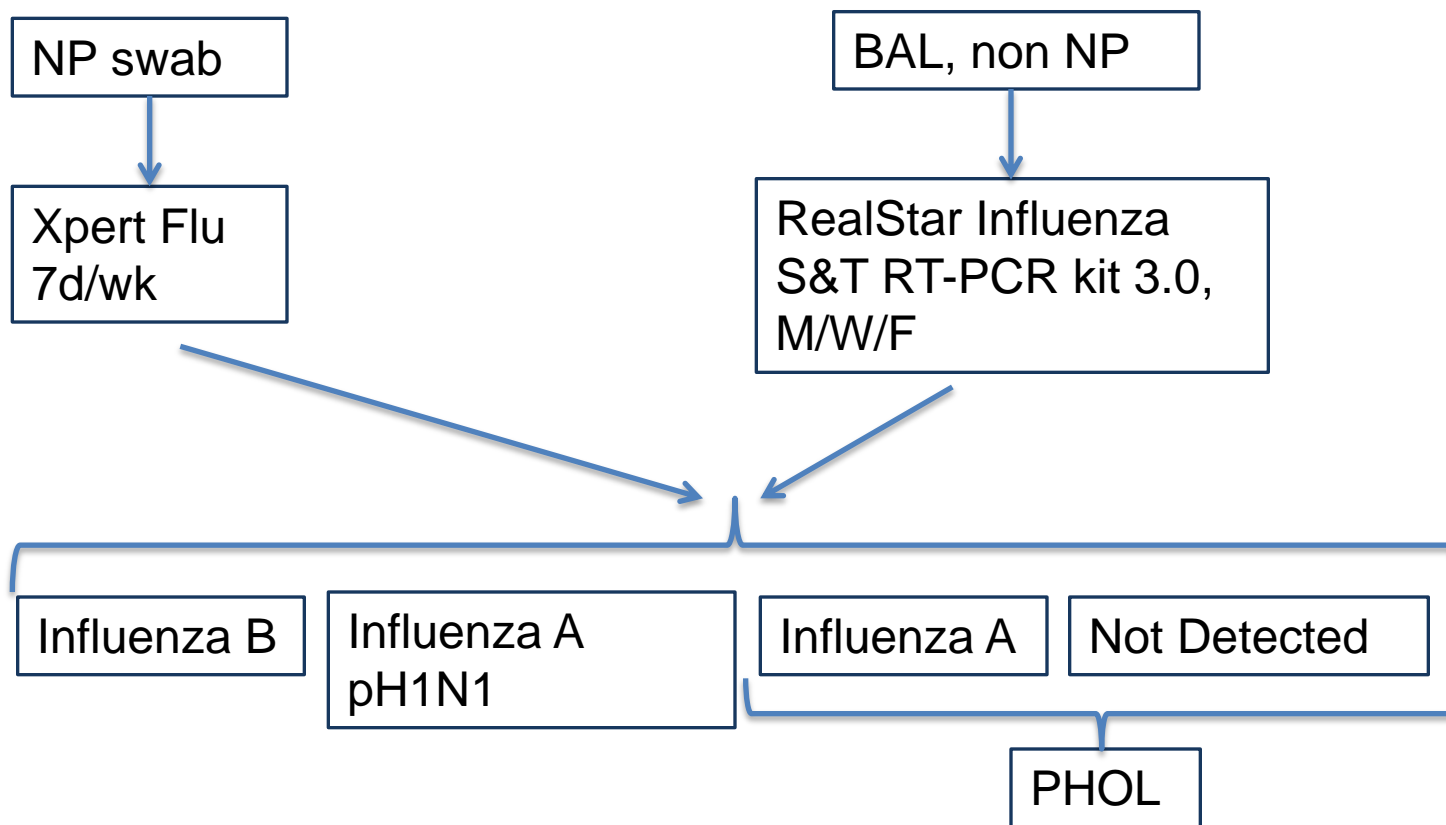 NP swab
BAL, non NP
Xpert Flu
7d/wk
RealStar Influenza
S&T RT-PCR kit 3.0,
M/W/F
Influenza B
Influenza A
pH1N1
Influenza A
Not Detected
PHOL